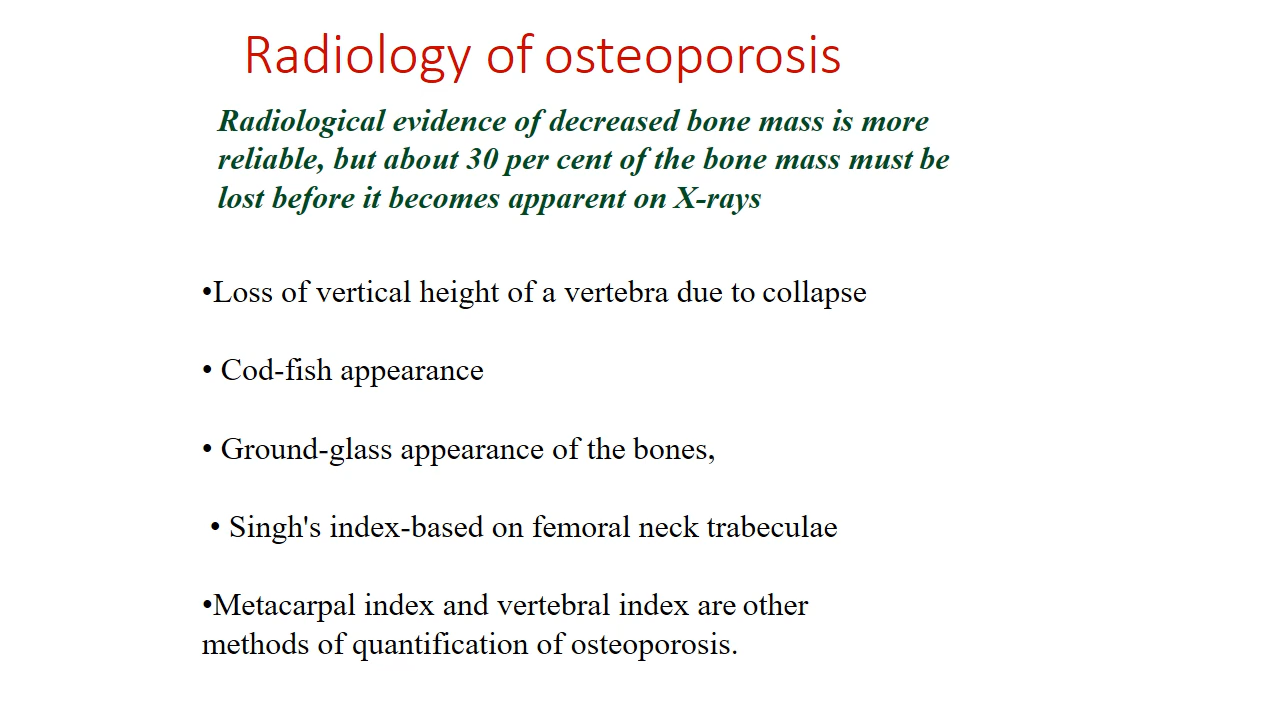 Radiology of osteoporosis
Radiological evidence of decreased bone mass is more
reliable, but about 30 per cent of the bone mass must be
lost before it becomes apparent on X-rays
•Loss of vertical height of a vertebra due to collapse
• Cod-fish appearance
• Ground-glass appearance of the bones,
• Singh's index-based on femoral neck trabeculae
•Metacarpal index and vertebral index are other
methods of quantification of osteoporosis.